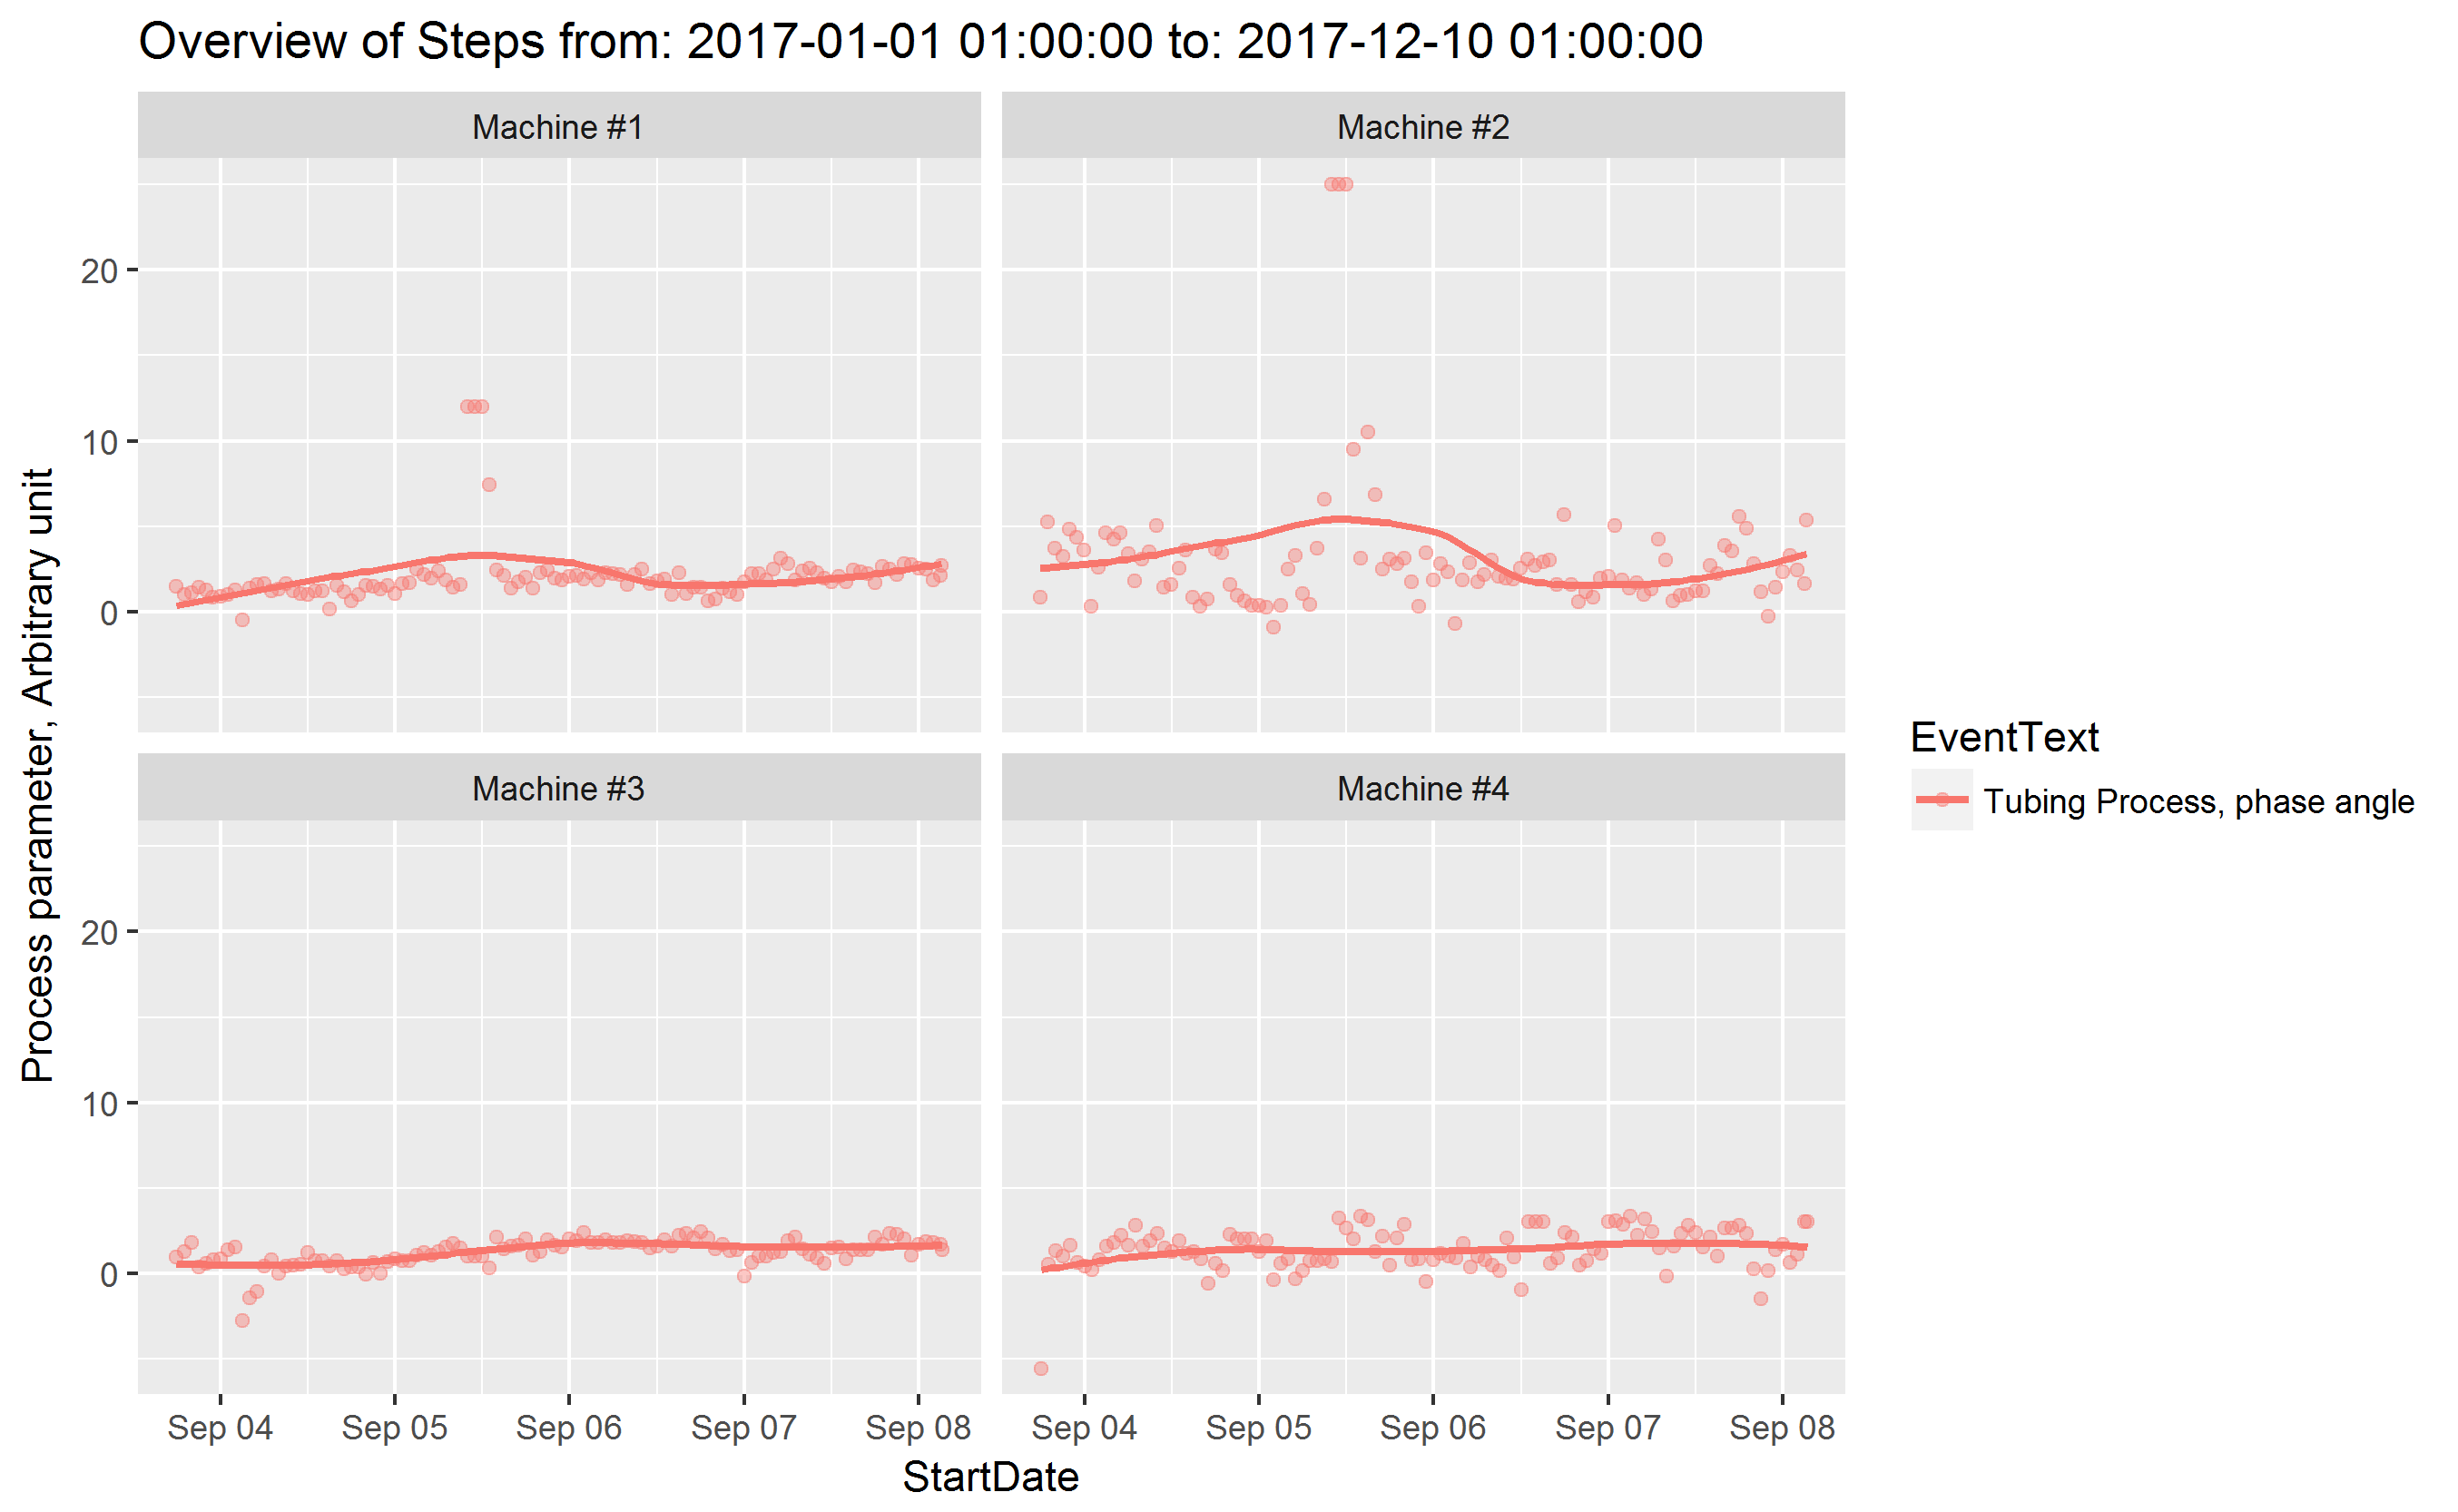 Overview of Steps from: 2017-01-01 01:00:00 to: 2017-12-10 01:00:00
Machine #1
Machine #2
20
10
0
Machine #3
Machine #4
20
10
0
Sep 04
Sep 05
Sep 06
Sep 07
Sep 08
Sep 04
Sep 05
Sep 06
Sep 07
Sep 08
StartDate
Process parameter, Arbitrary unit
EventText
Tubing Process, phase angle